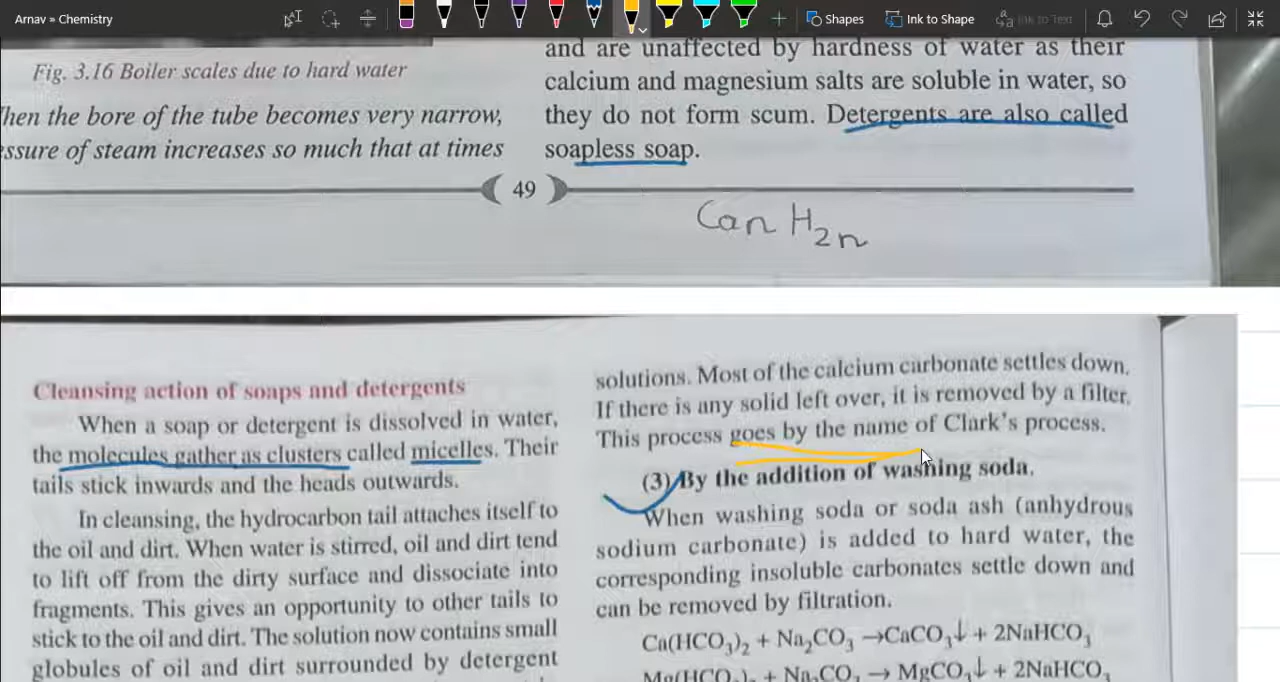 Arnav » Chemistry
Shapes
Ink to Shape
Ink to Text
Fig. 3.16 Boiler scales due to hard water
hen the bore of the tube becomes very narrow,
ssure of steam increases so much that at times
and are unaffected by hardness of water as their
calcium and magnesium salts are soluble in water, so
they do not form scum. Detergents are also called
soapless soap.
49
Can H2n
Cleansing action of soaps and detergents
When a soap or detergent is dissolved in water,
the molecules gather as clusters called micelles. Their
tails stick inwards and the heads outwards.
In cleansing, the hydrocarbon tail attaches itself to
the oil and dirt. When water is stirred, oil and dirt tend
to lift off from the dirty surface and dissociate into
fragments. This gives an opportunity to other tails to
stick to the oil and dirt. The solution now contains small
globules of oil and dirt surrounded by detergent
solutions. Most of the calcium carbonate settles down.
If there is any solid left over, it is removed by a filter.
This process goes by the name of Clark's process.
(3) By the addition of washing soda.
When washing soda or soda ash (anhydrous
sodium carbonate) is added to hard water, the
corresponding insoluble carbonates settle down and
can be removed by filtration.
Ca(HCO3)2 + Na2CO3 →CaCO3↓ + 2NaHCO3
Mg(HCO3)2 + Na2CO3 → MgCO3↓ + 2NaHCO3